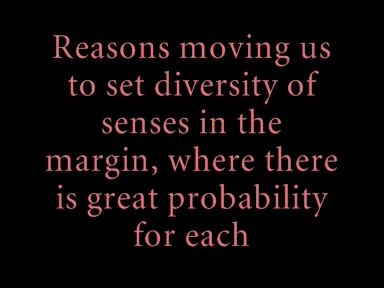 Reasons moving us
to set diversity of
senses in the
margin, where there
is great probability
for each